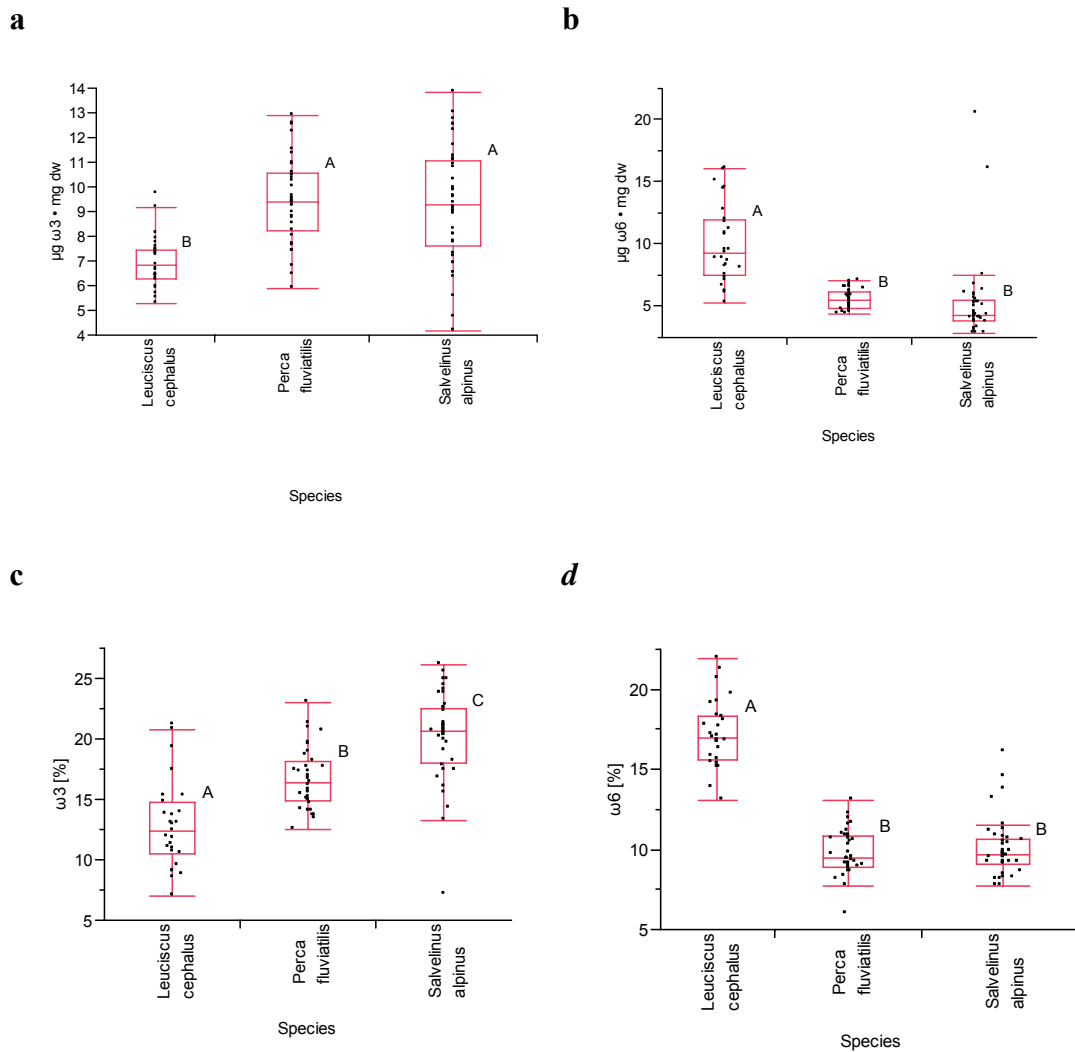 a
b
14
13
12
11
10
9
8
7
6
5
4
µg ω3 • mg dw
B
A
A
Leuciscus
cephalus
Perca
fluviatilis
Salvelinus
alpinus
Species
20
15
10
5
µg ω6 • mg dw
A
B
B
Leuciscus
cephalus
Perca
fluviatilis
Salvelinus
alpinus
Species
c
d
25
20
15
10
5
ω3 [%]
A
B
C
Leuciscus
cephalus
Perca
fluviatilis
Salvelinus
alpinus
Species
20
15
10
5
ω6 [%]
A
B
B
Leuciscus
cephalus
Perca
fluviatilis
Salvelinus
alpinus
Species